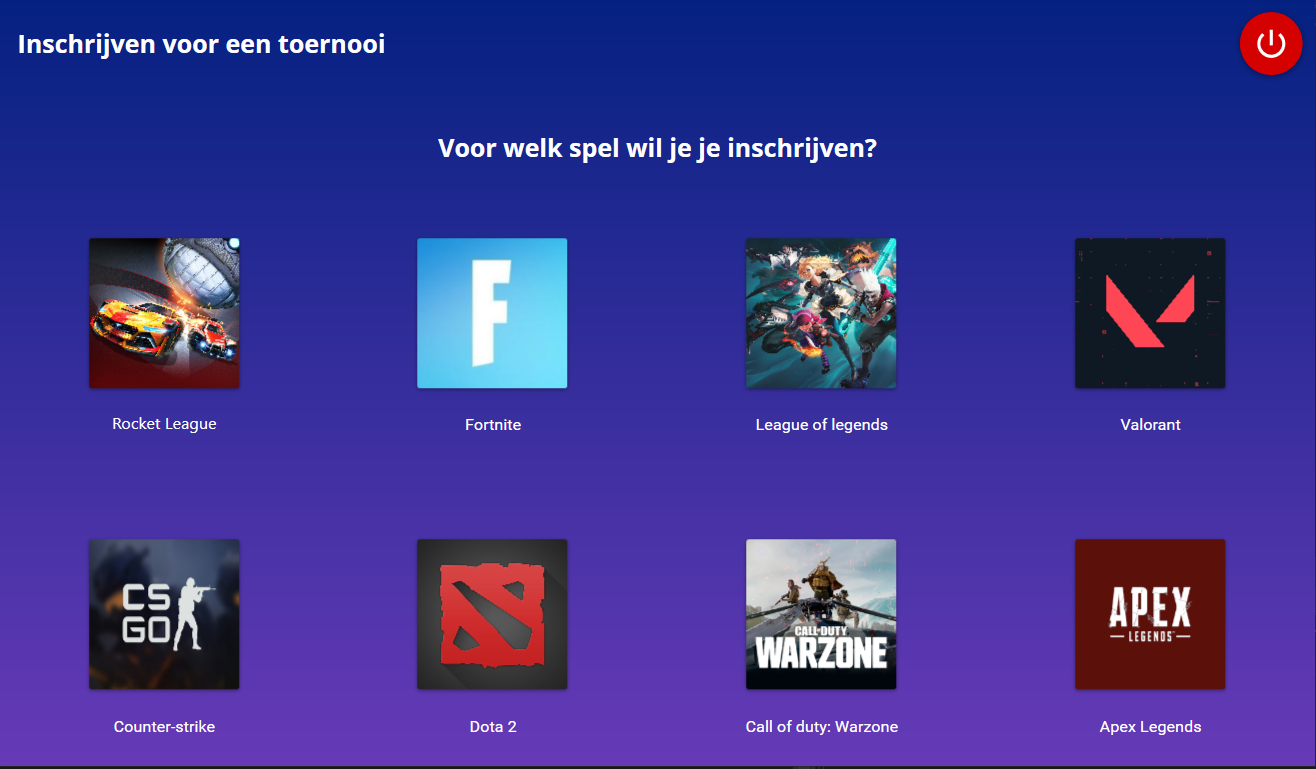 Inschrijven voor een toernooi
Voor welk spel wil je je inschrijven?
F
Rocket League
Fortnite
League of legends
Valorant
CS
GO
CALL OF DUTY
WARZONE
APEX
LEGENDS
Counter-strike
Dota 2
Call of duty: Warzone
Apex Legends